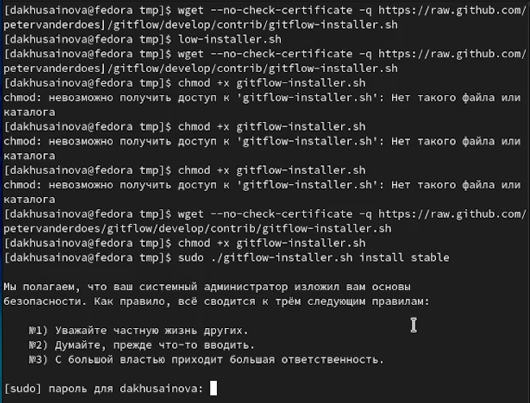 [dakhusainova@fedora tmp]$ wget --no-check-certificate -q https://raw.github.com/
petervanderdoes]/gitflow/develop/contrib/gitflow-installer.sh
[dakhusainova@fedora tmp]$ low-installer.sh
[dakhusainova@fedora tmp]$ wget --no-check-certificate -q https://raw.github.com/
petervanderdoes]/gitflow/develop/contrib/gitflow-installer.sh
[dakhusainova@fedora tmp]$ chmod +x gitflow-installer.sh
chmod: невозможно получить доступ к 'gitflow-installer.sh': Нет такого файла или
каталога
[dakhusainova@fedora tmp]$ chmod +x gitflow-installer.sh
chmod: невозможно получить доступ к 'gitflow-installer.sh': Нет такого файла или
каталога
[dakhusainova@fedora tmp]$ chmod +x gitflow-installer.sh
chmod: невозможно получить доступ к 'gitflow-installer.sh': Нет такого файла или
каталога
[dakhusainova@fedora tmp]$ wget --no-check-certificate -q https://raw.github.com/
petervanderdoes/gitflow/develop/contrib/gitflow-installer.sh
[dakhusainova@fedora tmp]$ chmod +x gitflow-installer.sh
[dakhusainova@fedora tmp]$ sudo ./gitflow-installer.sh install stable
Мы полагаем, что ваш системный администратор изложил вам основы
безопасности. Как правило, всё сводится к трём следующим правилам:
№1) Уважайте частную жизнь других.
№2) Думайте, прежде что-то вводить.
№3) С большой властью приходит большая ответственность.
[sudo] пароль для dakhusainova: